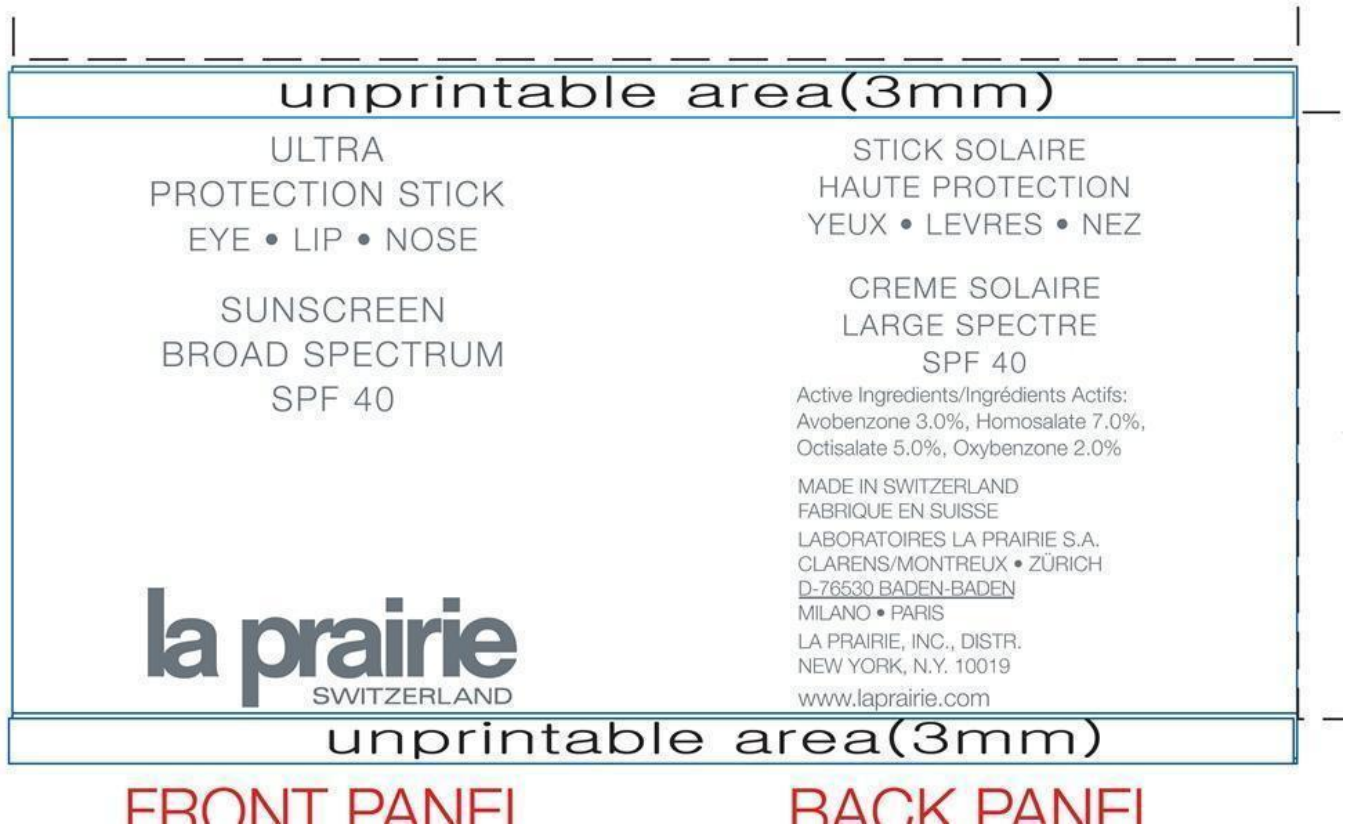 unprintable area(3mm)
ULTRA
PROTECTION STICK
EYE • LIP • NOSE
SUNSCREEN
BROAD SPECTRUM
SPF 40
la prairie
SWITZERLAND
STICK SOLAIRE
HAUTE PROTECTION
YEUX • LEVRES • NEZ
CREME SOLAIRE
LARGE SPECTRE
SPF 40
Active Ingredients/Ingrédients Actifs:
Avobenzone 3.0%, Homosalate 7.0%,
Octisalate 5.0%, Oxybenzone 2.0%
MADE IN SWITZERLAND
FABRIQUE EN SUISSE
LABORATOIRES LA PRAIRIE S.A.
CLARENS/MONTREUX • ZÜRICH
D-76530 BADEN-BADEN
MILANO • PARIS
LA PRAIRIE, INC., DISTR.
NEW YORK, N.Y. 10019
www.laprairie.com
unprintable area(3mm)
FRONT PANEL
BACK PANEL